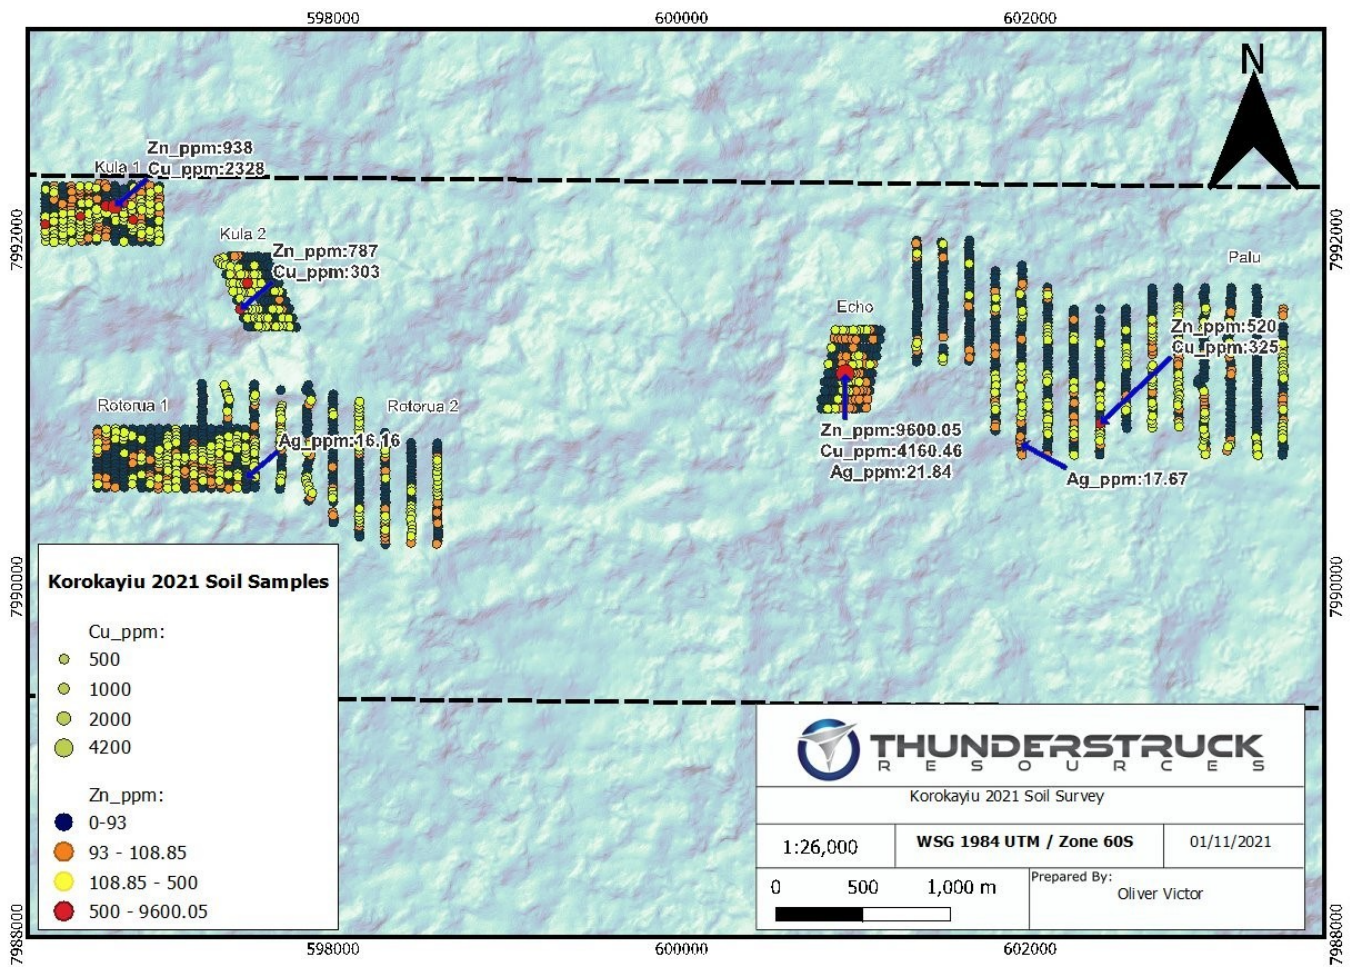 598000
600000
602000
N
Zn_ppm:938
Kula 1
Cu_ppm:2328
7992000
7992000
Kula 2
Zn_ppm:787
Cu_ppm:303
Palu
Echo
Zn_ppm:520
Cu_ppm:325
Rotorua 1
Rotorua 2
Ag_ppm:16.16
Zn_ppm:9600.05
Cu_ppm:4160.46
Ag_ppm:21.84
Ag_ppm:17.67
7990000
7990000
Korokayiu 2021 Soil Samples
Cu_ppm:
500
1000
2000
4200
Zn_ppm:
0-93
93 - 108.85
108.85 - 500
500 - 9600.05
THUNDERSTRUCK
RESOURCES
Korokayiu 2021 Soil Survey
1:26,000
WSG 1984 UTM / Zone 60S
01/11/2021
0 500 1,000 m
Prepared By:
Oliver Victor
7988000
7988000
598000
600000
602000